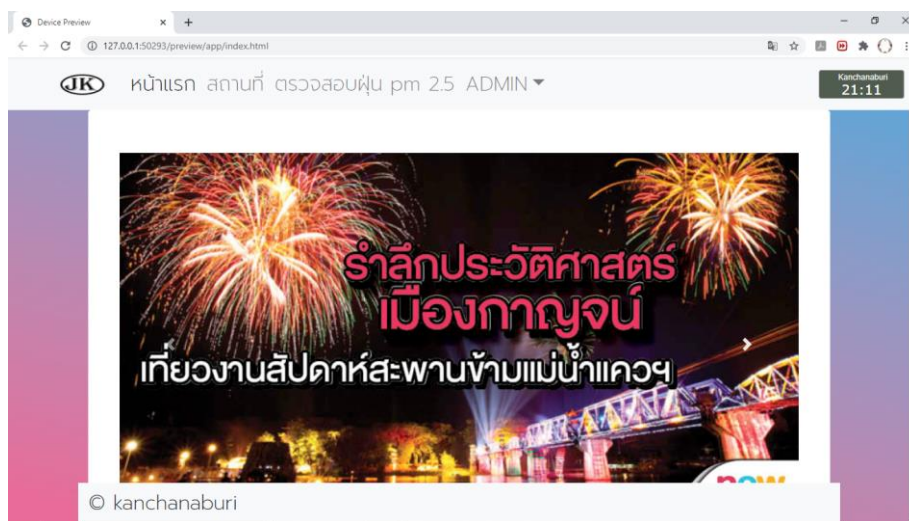 Device Preview
127.0.0.1:50293/preview/app/index.html
JK หน้าแรก สถานที่ ตรวจสอบฝุ่น pm 2.5 ADMIN
Kanchanaburi
21:11
รำลึกประวัติศาสตร์
เมืองกาญจน์
เที่ยวงานสัปดาห์สะพานข้ามแม่น้ำแควฯ
now
© kanchanaburi